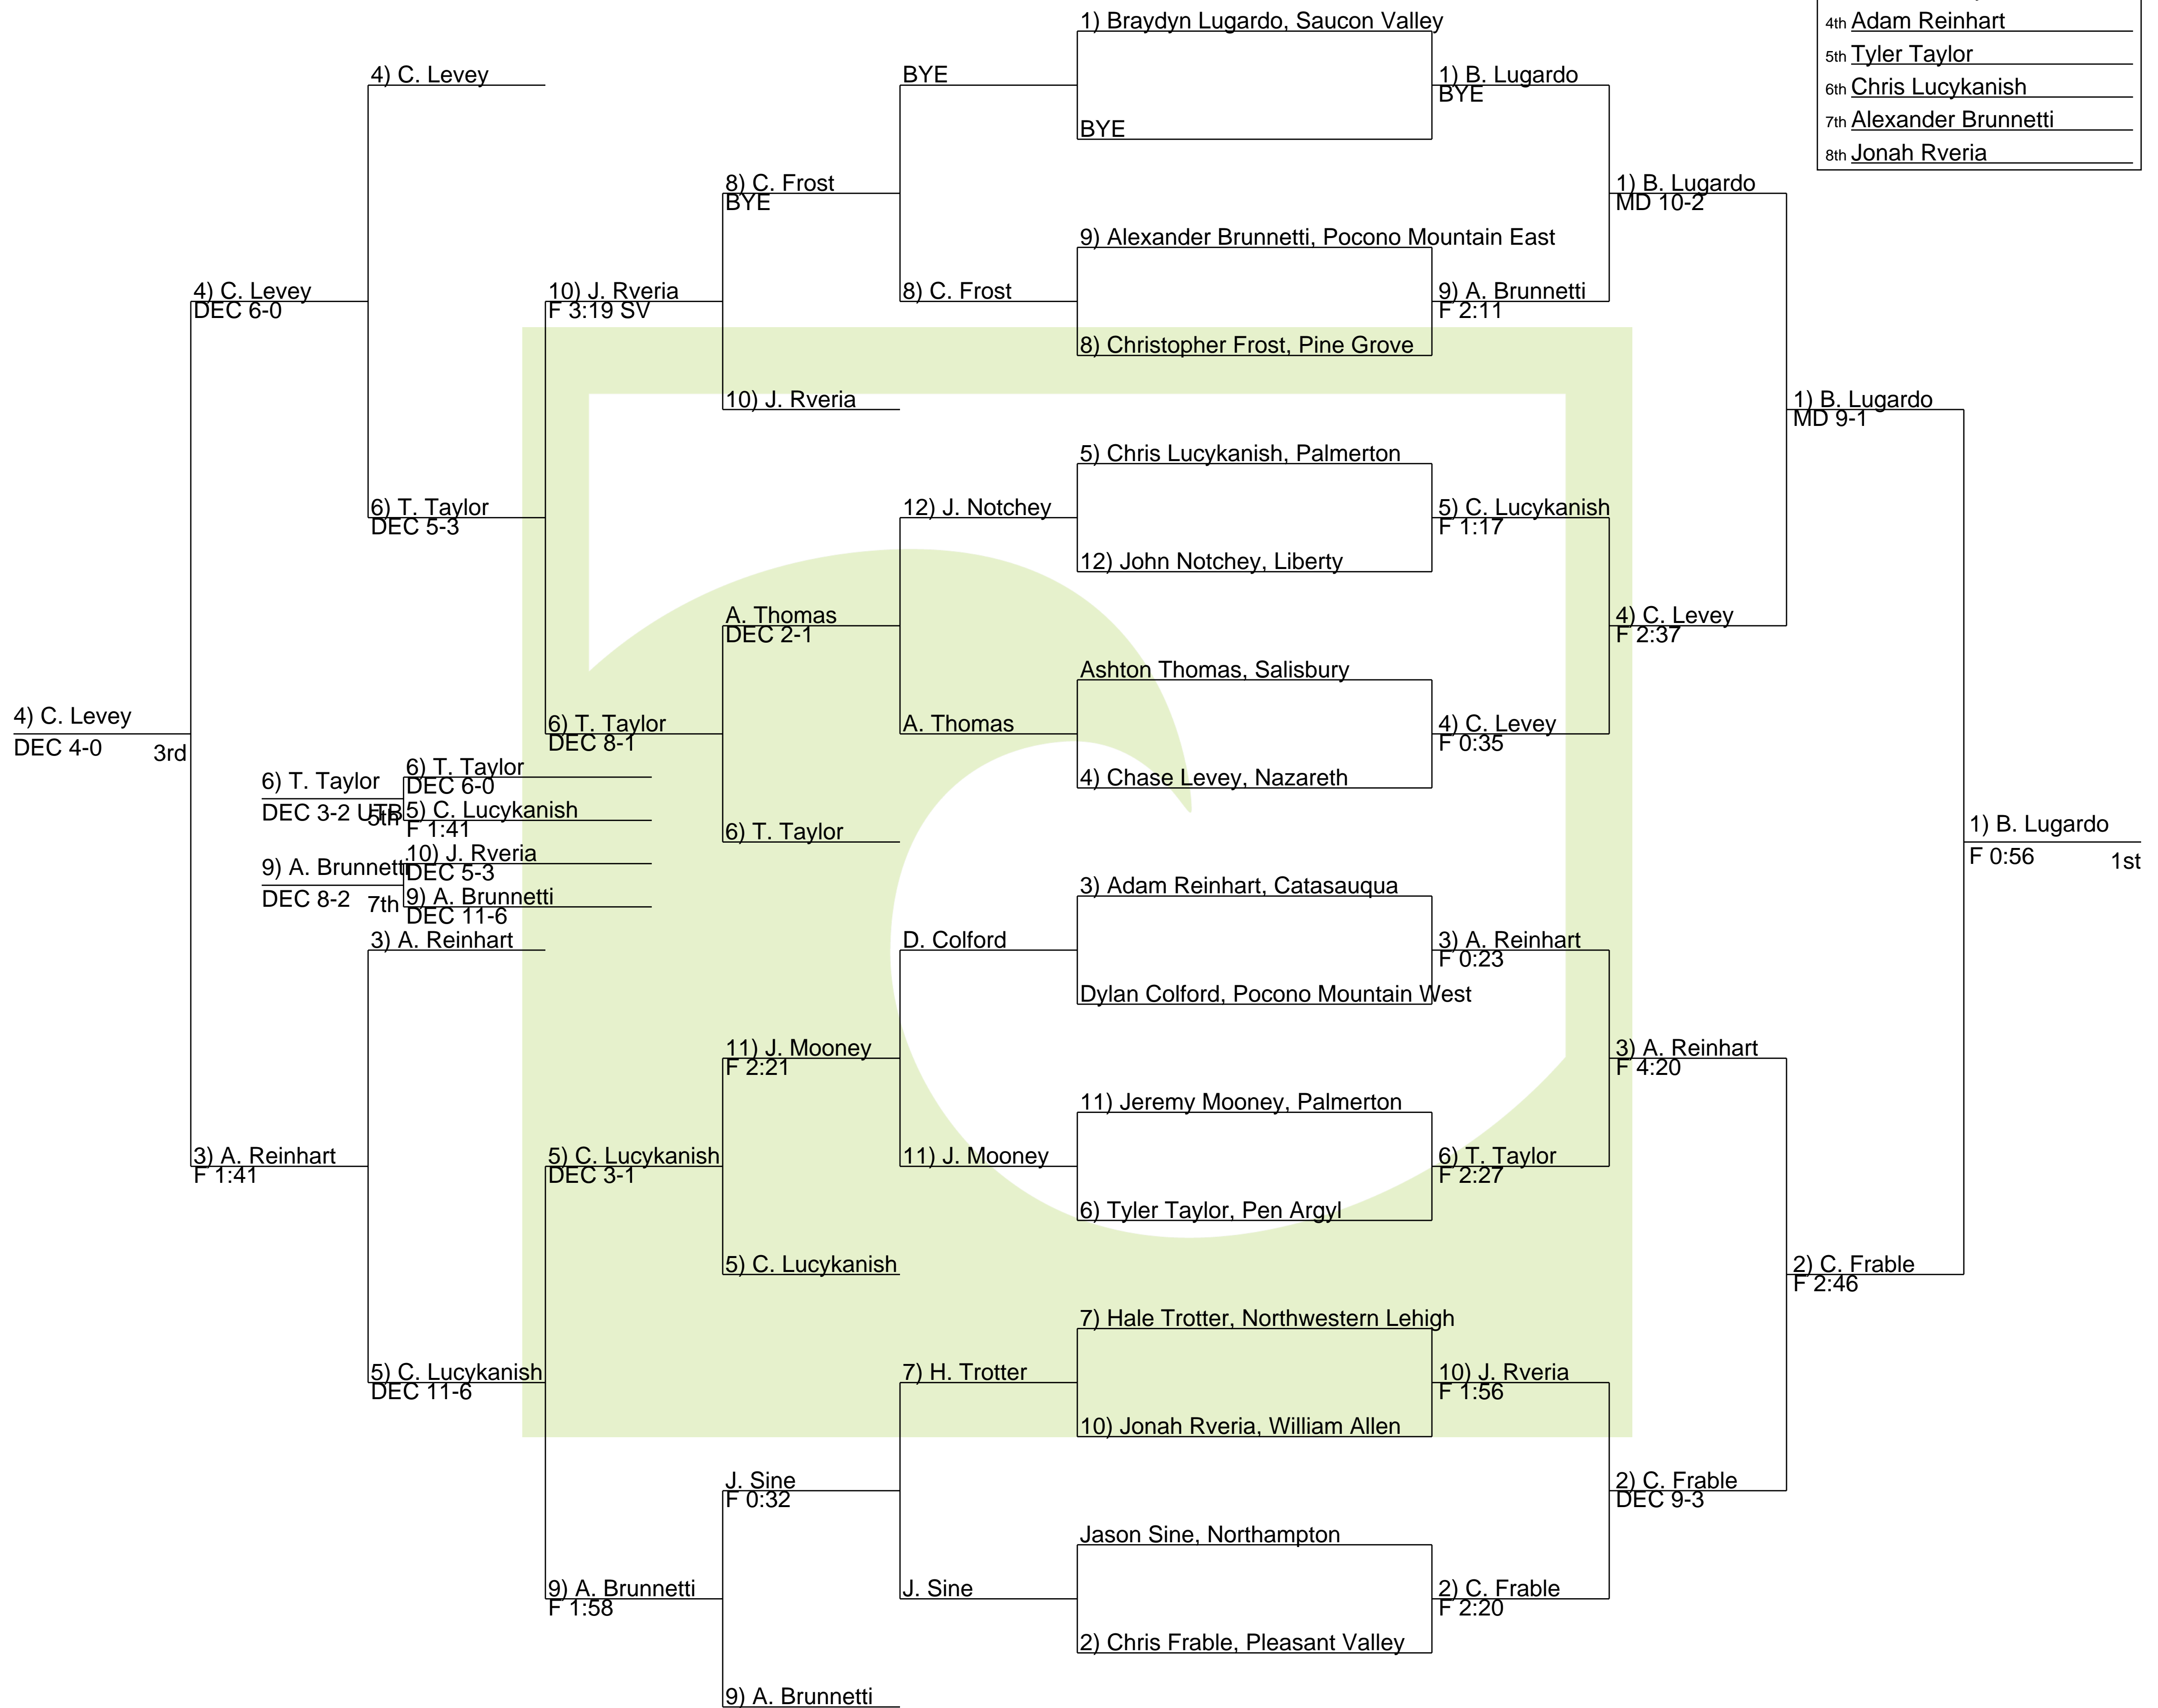 1) Braydyn Lugardo, Saucon Valley
4th Adam Reinhart
5th Tyler Taylor
6th Chris Lucykanish
7th Alexander Brunnetti
8th Jonah Rveria
4) C. Levey
BYE
1) B. Lugardo
BYE
BYE
8) C. Frost
BYE
1) B. Lugardo
MD 10-2
9) Alexander Brunnetti, Pocono Mountain East
4) C. Levey
DEC 6-0
10) J. Rveria
F 3:19 SV
8) C. Frost
9) A. Brunnetti
F 2:11
8) Christopher Frost, Pine Grove
10) J. Rveria
1) B. Lugardo
MD 9-1
5) Chris Lucykanish, Palmerton
6) T. Taylor
DEC 5-3
12) J. Notchey
5) C. Lucykanish
F 1:17
12) John Notchey, Liberty
A. Thomas
DEC 2-1
4) C. Levey
F 2:37
Ashton Thomas, Salisbury
4) C. Levey
DEC 4-0
3rd
6) T. Taylor
DEC 8-1
A. Thomas
4) C. Levey
F 0:35
4) Chase Levey, Nazareth
6) T. Taylor
DEC 3-2 UTB
5th
6) T. Taylor
DEC 6-0
5) C. Lucykanish
F 1:41
6) T. Taylor
1) B. Lugardo
F 0:56
1st
9) A. Brunnetti
DEC 8-2
7th
10) J. Rveria
DEC 5-3
9) A. Brunnetti
DEC 11-6
3) Adam Reinhart, Catasauqua
3) A. Reinhart
D. Colford
3) A. Reinhart
F 0:23
Dylan Colford, Pocono Mountain West
11) J. Mooney
F 2:21
3) A. Reinhart
F 4:20
11) Jeremy Mooney, Palmerton
3) A. Reinhart
F 1:41
5) C. Lucykanish
DEC 3-1
11) J. Mooney
6) T. Taylor
F 2:27
6) Tyler Taylor, Pen Argyl
5) C. Lucykanish
2) C. Frable
F 2:46
7) Hale Trotter, Northwestern Lehigh
5) C. Lucykanish
DEC 11-6
7) H. Trotter
10) J. Rveria
F 1:56
10) Jonah Rveria, William Allen
J. Sine
F 0:32
2) C. Frable
DEC 9-3
Jason Sine, Northampton
9) A. Brunnetti
F 1:58
J. Sine
2) C. Frable
F 2:20
2) Chris Frable, Pleasant Valley
9) A. Brunnetti